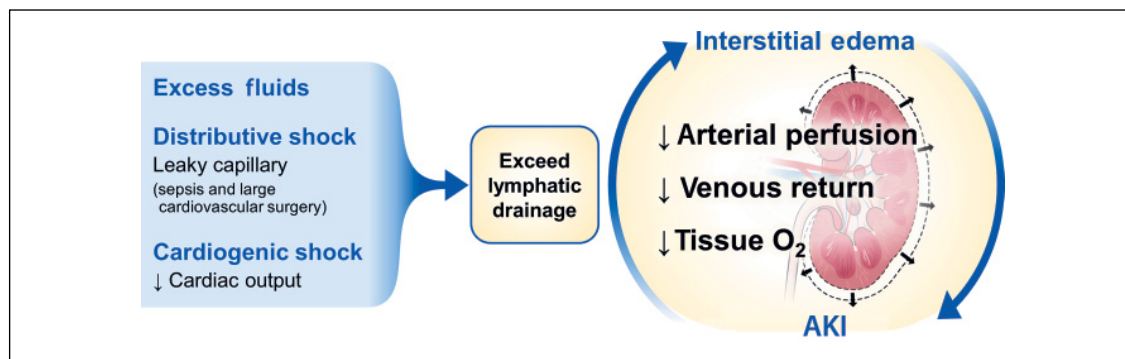 Excess fluids
Distributive shock
Leaky capillary
(sepsis and large
cardiovascular surgery)
Cardiogenic shock
↓ Cardiac output
Exceed
lymphatic
drainage
Interstitial edema
↓ Arterial perfusion
↓ Venous return
↓ Tissue O₂
AKI